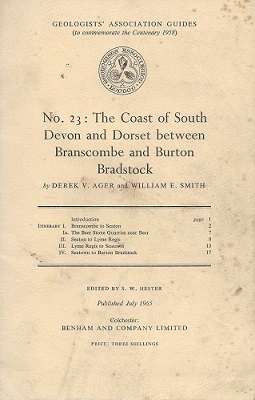 GEOLOGISTS' ASSOCIATION GUIDES
(to commemorate the Centenary 1958)
No. 23: The Coast of South
Devon and Dorset between
Branscombe and Burton
Bradstock
by DEREK V. AGER and WILLIAM E. SMITH
Introduction page 1
ITINERARY I. Branscombe to Seaton 2
Ia. The Beer Stone Quarries near Beer 7
II. Seaton to Lyme Regis 8
III. Lyme Regis to Seatown 13
IV. Seatown to Burton Bradstock 17
EDITED BY S. W. HESTER
Published July 1965
Colchester:
BENHAM AND COMPANY LIMITED
PRICE: THREE SHILLINGS